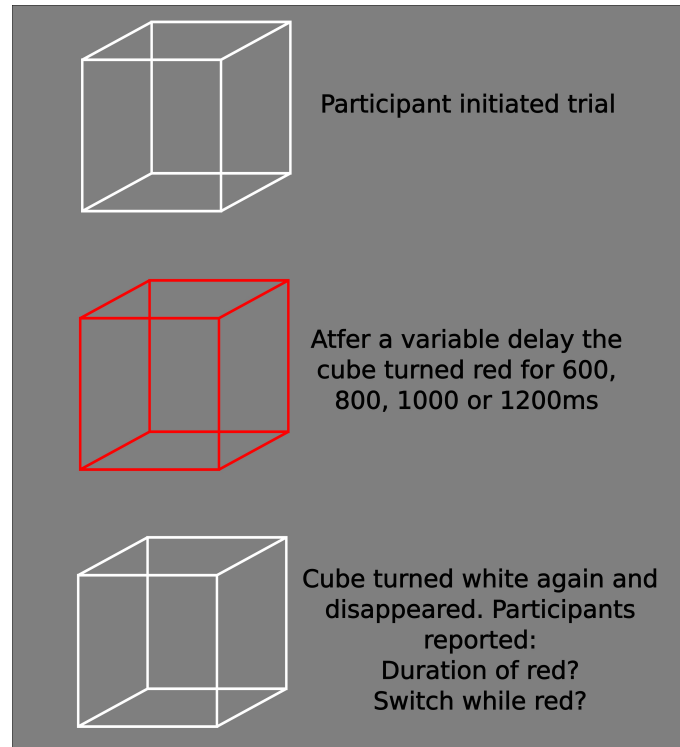 Participant initiated trial
Atfer a variable delay the
cube turned red for 600,
800, 1000 or 1200ms
Cube turned white again and
disappeared. Participants
reported:
Duration of red?
Switch while red?